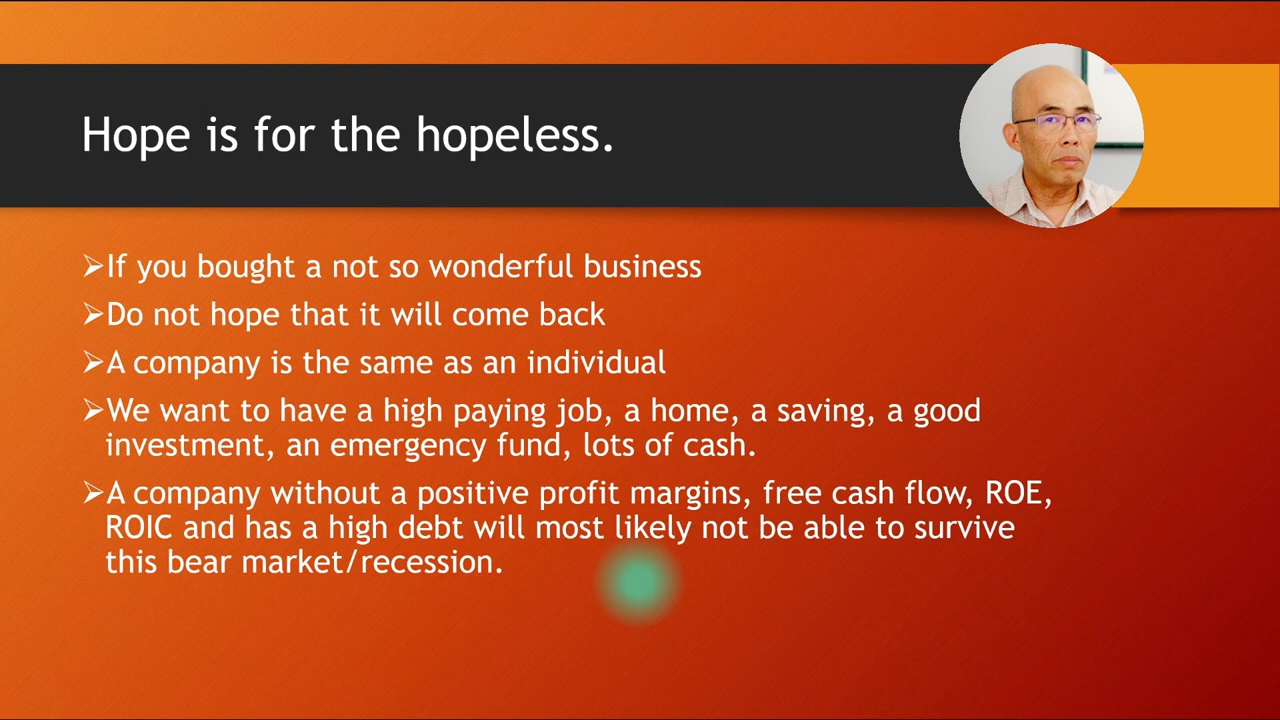 Hope is for the hopeless.
➢If you bought a not so wonderful business
➢Do not hope that it will come back
➢A company is the same as an individual
➢We want to have a high paying job, a home, a saving, a good
investment, an emergency fund, lots of cash.
➢A company without a positive profit margins, free cash flow, ROE,
ROIC and has a high debt will most likely not be able to survive
this bear market/recession.